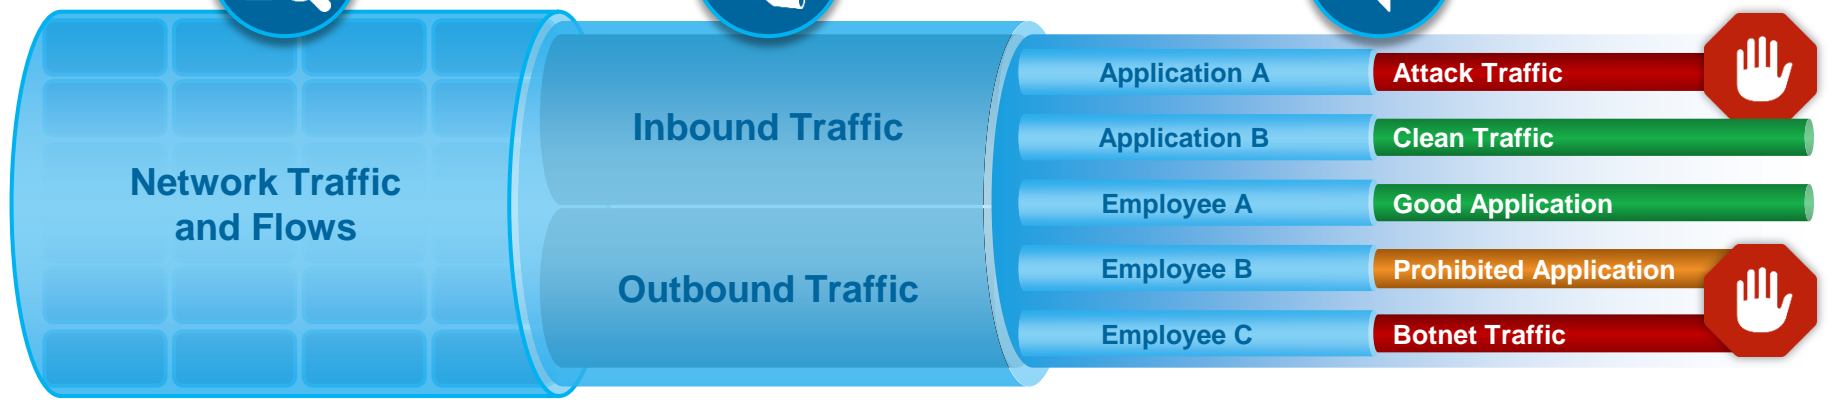 Network Traffic
and Flows
Inbound Traffic
Outbound Traffic
Application A
Attack Traffic
Application B
Clean Traffic
Employee A
Good Application
Employee B
Prohibited Application
Employee C
Botnet Traffic